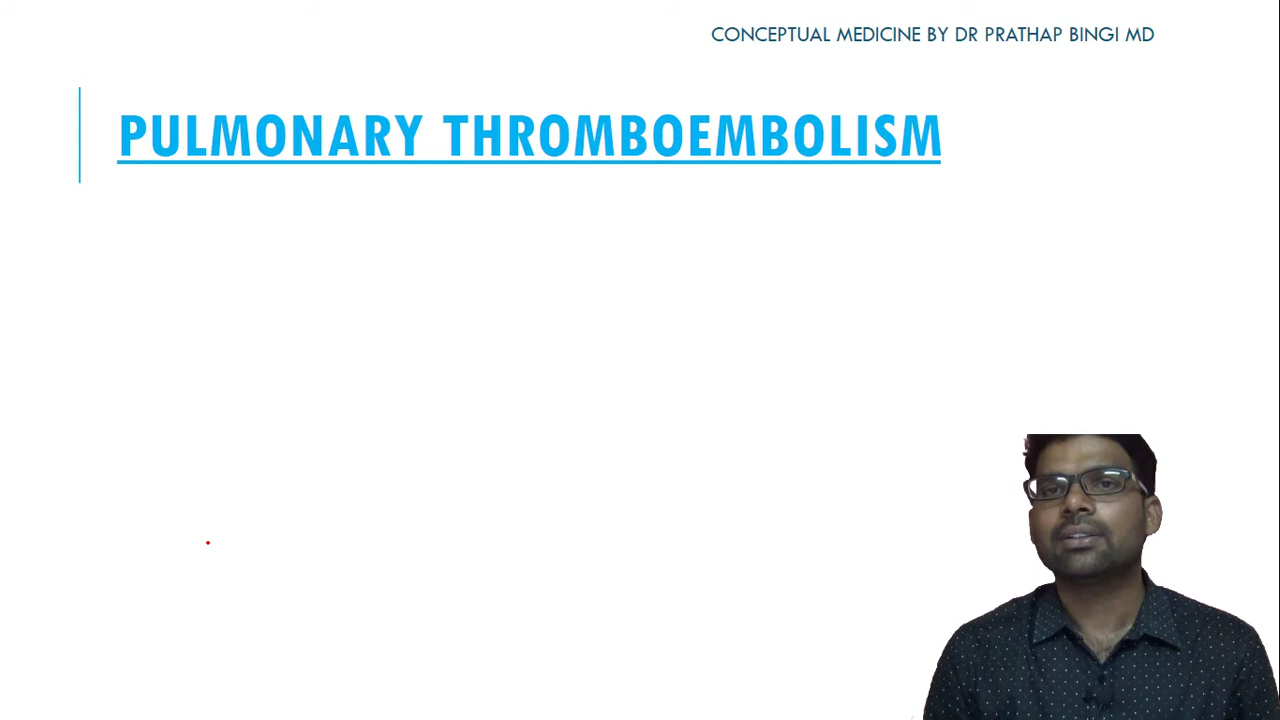 CONCEPTUAL MEDICINE BY DR PRATHAP BINGI MD
PULMONARY THROMBOEMBOLISM